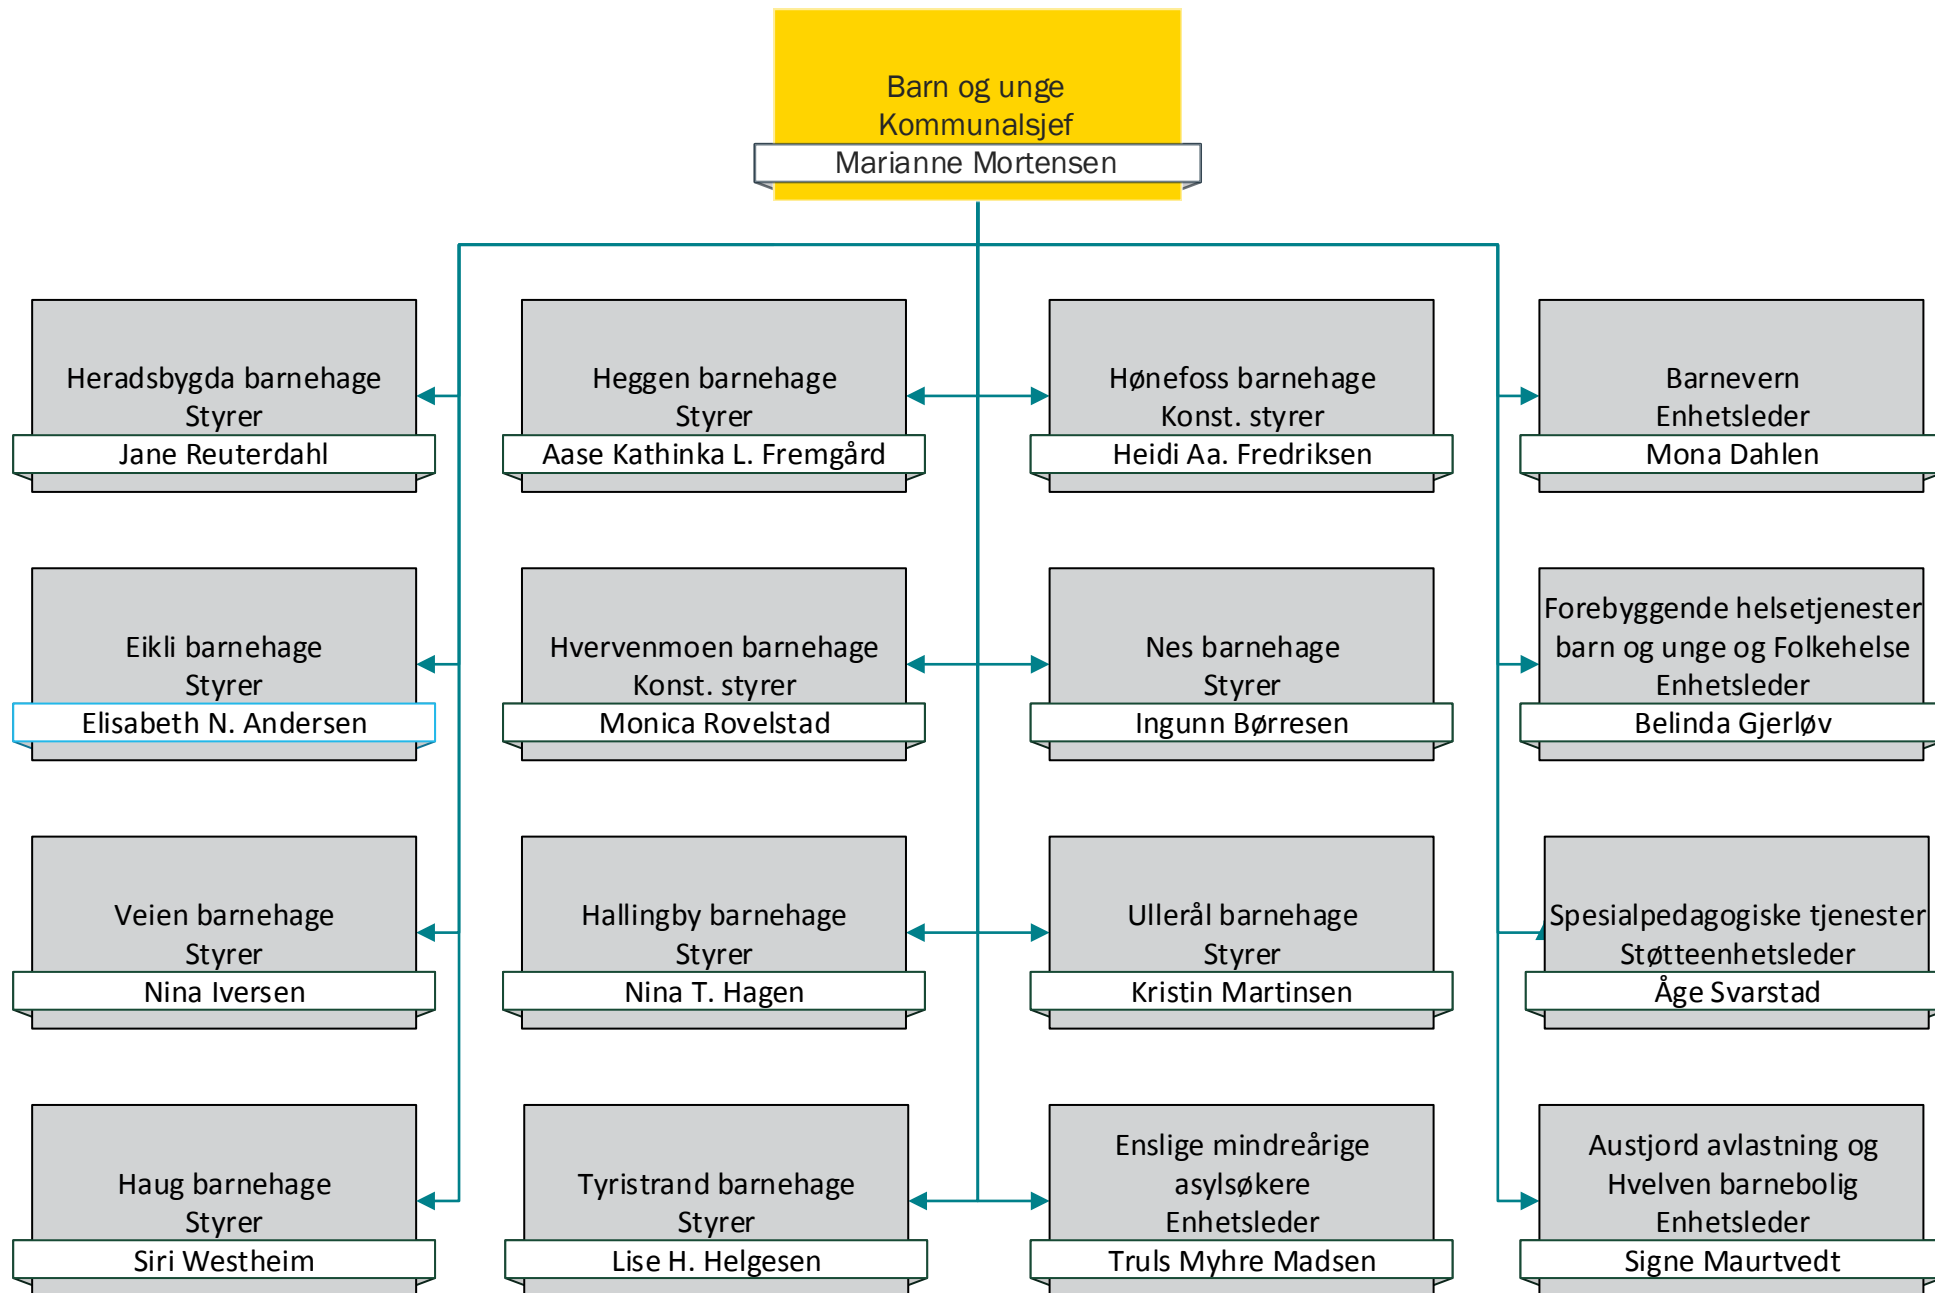 Barn og unge
Kommunalsjef
Marianne Mortensen
Heradsbygda barnehage
Styrer
Jane Reuterdahl
Heggen barnehage
Styrer
Aase Kathinka L. Fremgård
Hønefoss barnehage
Konst. styrer
Heidi Aa. Fredriksen
Barnevern
Enhetsleder
Mona Dahlen
Eikli barnehage
Styrer
Elisabeth N. Andersen
Hvervenmoen barnehage
Konst. styrer
Monica Rovelstad
Nes barnehage
Styrer
Ingunn Børresen
Forebyggende helsetjenester
barn og unge og Folkehelse
Enhetsleder
Belinda Gjerløv
Veien barnehage
Styrer
Nina Iversen
Hallingby barnehage
Styrer
Nina T. Hagen
Ullerål barnehage
Styrer
Kristin Martinsen
Spesialpedagogiske tjenester
Støtteenhetsleder
Åge Svarstad
Haug barnehage
Styrer
Siri Westheim
Tyristrand barnehage
Styrer
Lise H. Helgesen
Enslige mindreårige
asylsøkere
Enhetsleder
Truls Myhre Madsen
Austjord avlastning og
Hvelven barnebolig
Enhetsleder
Signe Maurtvedt